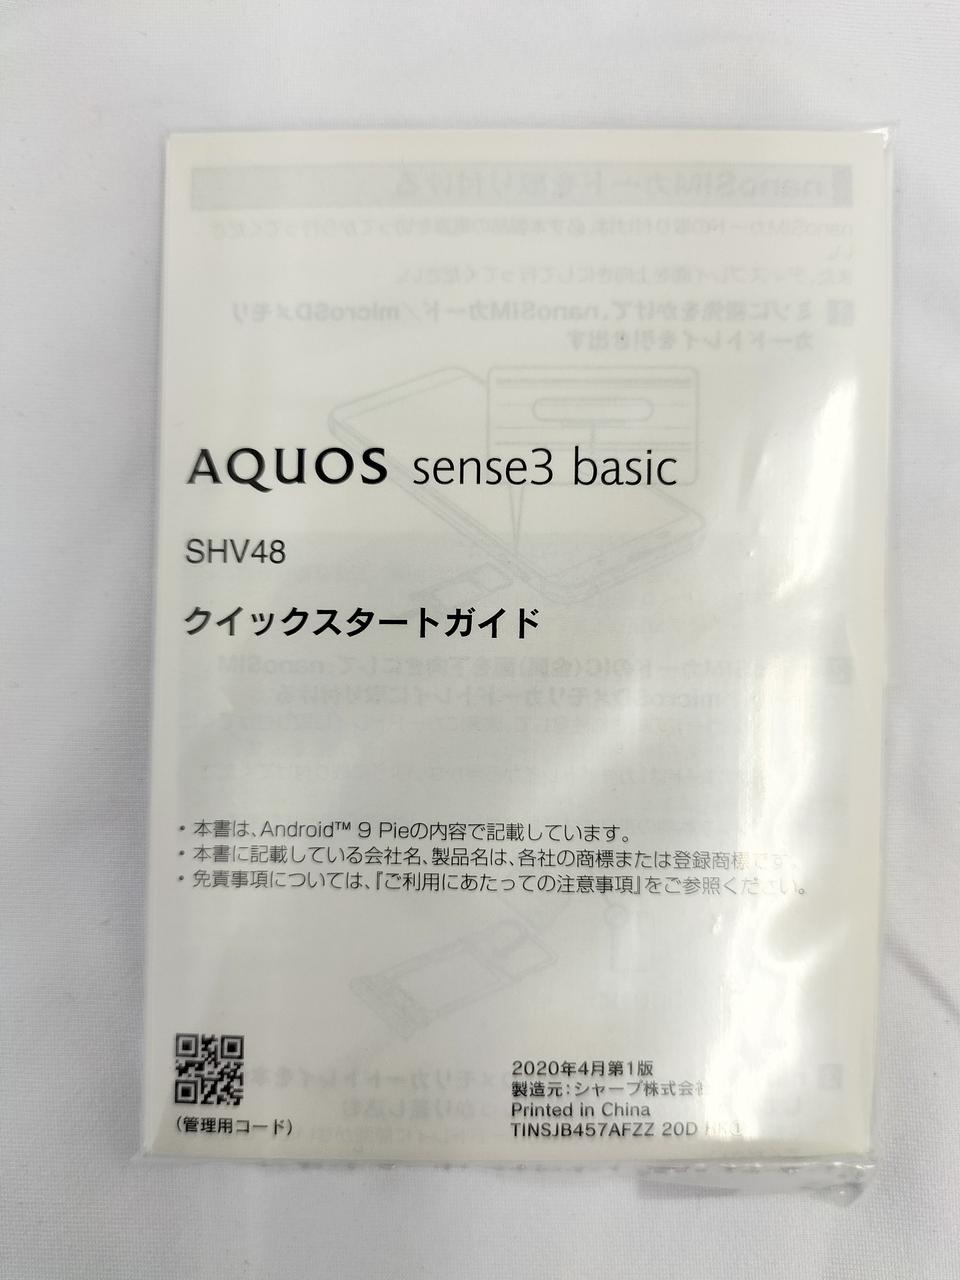 AQUOS sense3 basic
SHV48
クイックスタートガイド
・本書は、Android™ 9 Pieの内容で記載しています。
・本書に記載している会社名、製品名は、各社の商標または登録商標です。
・免責事項については、『ご利用にあたっての注意事項』をご参照ください。
2020年4月第1版
製造元：シャープ株式会社
Printed in China
TINSJB457AFZZ 20D
(管理用コード)